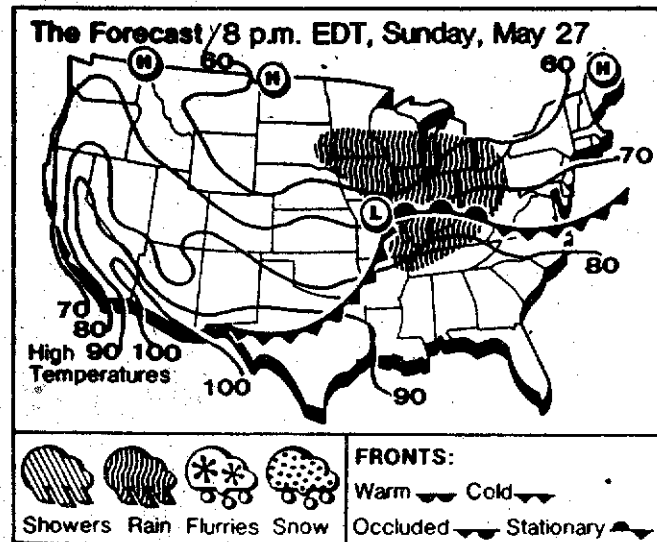 The Forecast/8 p.m. EDT, Sunday, May 27
H
60
H
60
H
70
L
80
70
80
High 90 100
Temperatures
100
90
Showers Rain Flurries Snow
FRONTS:
Warm Cold
Occluded Stationary